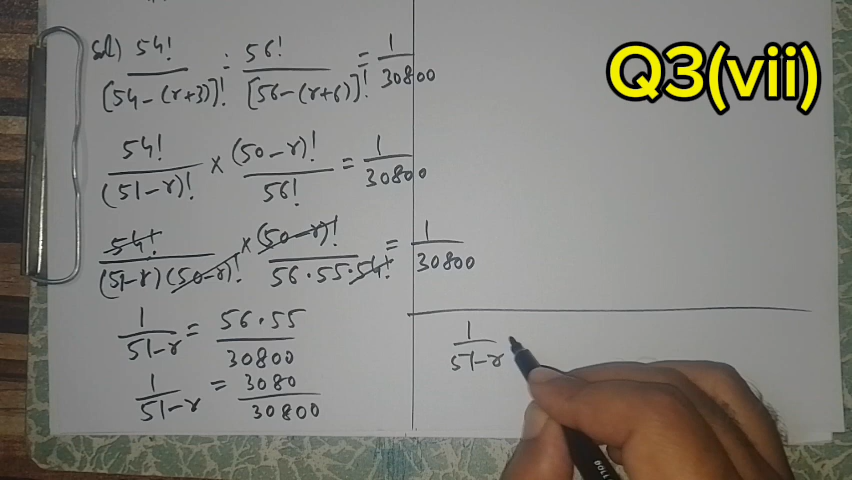 Q3(vii)
Sol) 54!/[54-(r+3)]! : 56!/[56-(r+6)]! = 1/30800
54!/(51-r)! × (50-r)!/56! = 1/30800
54!/(51-r)(50-r)! × (50-r)!/56.55.54! = 1/30800
1/51-r = 56.55/30800
1/51-r = 3080/30800
1/51-r
1100